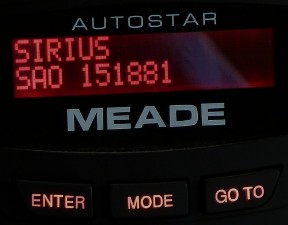 AUTOSTAR
SIRIUS
SAO 151881
MEADE
ENTER MODE GO TO